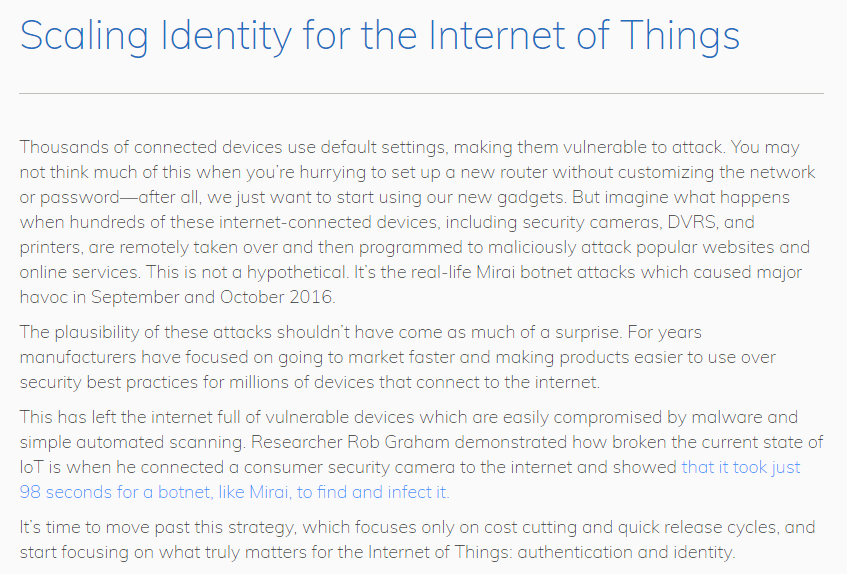 Scaling Identity for the Internet of Things
Thousands of connected devices use default settings, making them vulnerable to attack. You may
not think much of this when you’re hurrying to set up a new router without customizing the network
or password—after all, we just want to start using our new gadgets. But imagine what happens
when hundreds of these internet-connected devices, including security cameras, DVRS, and
printers, are remotely taken over and then programmed to maliciously attack popular websites and
online services. This is not a hypothetical. It’s the real-life Mirai botnet attacks which caused major
havoc in September and October 2016.
The plausibility of these attacks shouldn’t have come as much of a surprise. For years
manufacturers have focused on going to market faster and making products easier to use over
security best practices for millions of devices that connect to the internet.
This has left the internet full of vulnerable devices which are easily compromised by malware and
simple automated scanning. Researcher Rob Graham demonstrated how broken the current state of
IoT is when he connected a consumer security camera to the internet and showed that it took just
98 seconds for a botnet, like Mirai, to find and infect it.
It’s time to move past this strategy, which focuses only on cost cutting and quick release cycles, and
start focusing on what truly matters for the Internet of Things: authentication and identity.